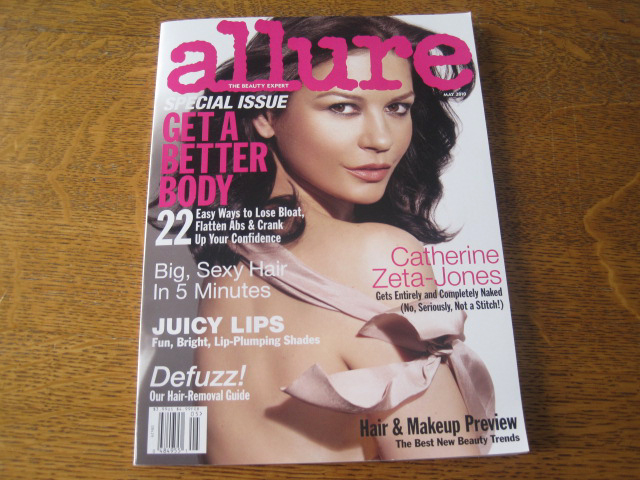 allure
THE BEAUTY EXPERT
MAY 2010
SPECIAL ISSUE
GET A
BETTER
BODY
22 Easy Ways to Lose Bloat,
Flatten Abs & Crank
Up Your Confidence
Big, Sexy Hair
In 5 Minutes
JUICY LIPS
Fun, Bright, Lip-Plumping Shades
Defuzz!
Our Hair-Removal Guide
Catherine
Zeta-Jones
Gets Entirely and Completely Naked
(No, Seriously, Not a Stitch!)
Hair & Makeup Preview
The Best New Beauty Trends